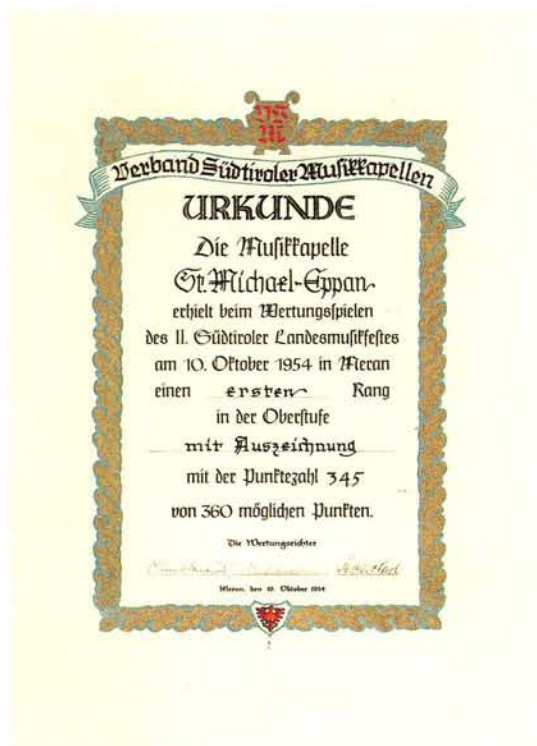 VSM
Verband Südtiroler Musikkapellen
URKUNDE
Die Musikkapelle
St. Michael-Eppan
erhielt beim Wertungsspielen
des II. Südtiroler Landesmusikfestes
am 10. Oktober 1954 in Meran
einen ersten Rang
in der Oberstufe
mit Auszeichnung
mit der Punktezahl 345
von 360 möglichen Punkten.
Die Wertungsrichter
Meran, den 10. Oktober 1954